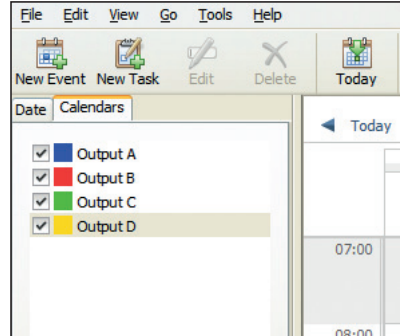 File Edit View Go Tools Help
New Event New Task Edit Delete Today
Date Calendars
Today
Output A
Output B
Output C
Output D
07:00
08:00